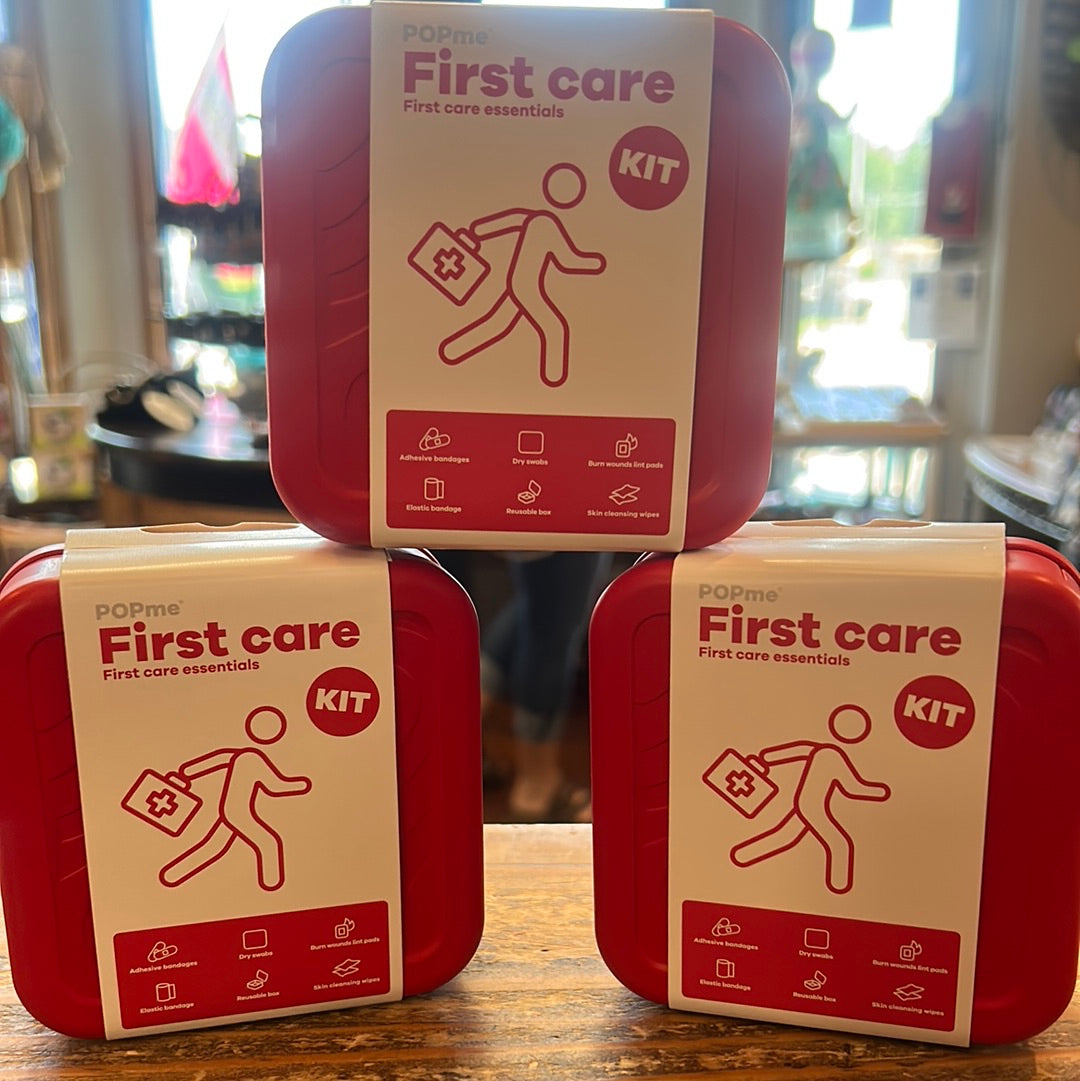 POPme
First care
First care essentials
KIT
Adhesive bandages
Dry swabs
Burn wounds lint pads
Elastic bandage
Reusable box
Skin cleansing wipes
POPme®
First care
First care essentials
KIT
Adhesive bandages
Dry swabs
Burn wounds lint pads
Elastic bandage
Reusable box
Skin cleansing wipes
POPme®
First care
First care essentials
KIT
Adhesive bandages
Dry swabs
Burn wounds lint pads
Elastic bandage
Reusable box
Skin cleansing wipes